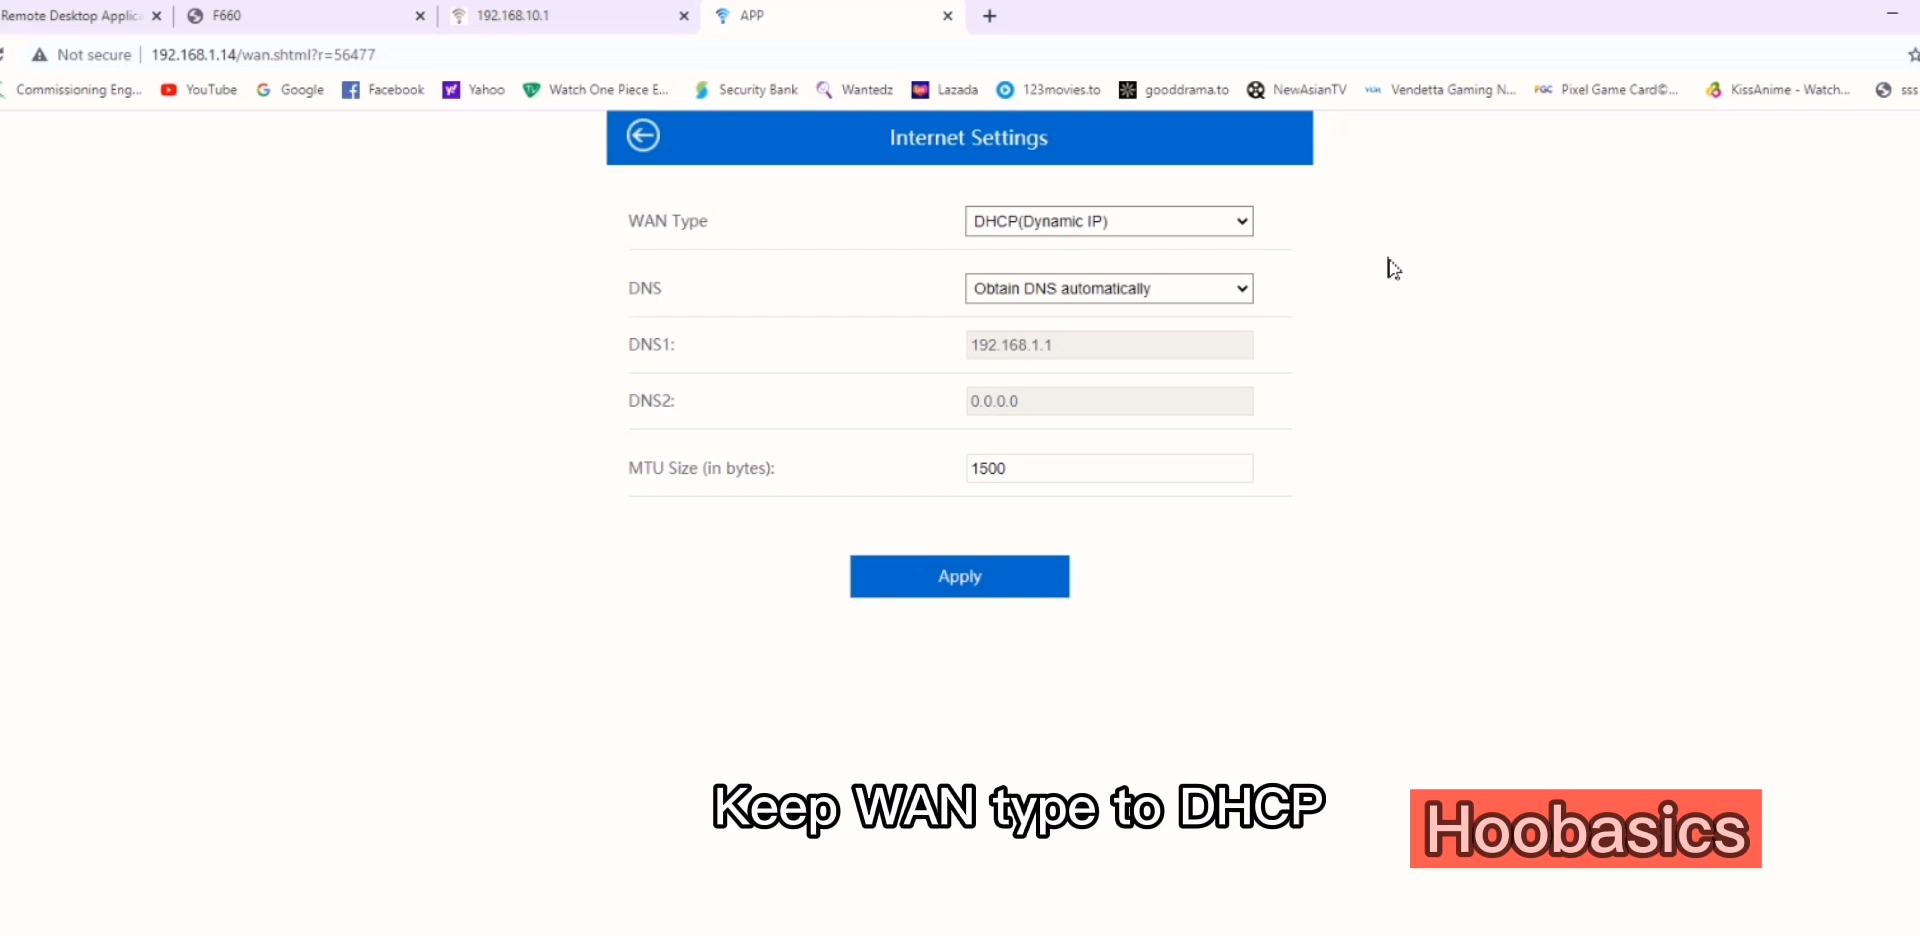 Remote Desktop Applica
F660
192.168.10.1
APP
Not secure
192.168.1.14/wan.shtml?r=56477
Commissioning Eng...
YouTube
Google
Facebook
Yahoo
Watch One Piece E...
Security Bank
Wantedz
Lazada
123movies.to
gooddrama.to
NewAsianTV
Vendetta Gaming N...
PGC
Pixel Game Card©...
KissAnime - Watch...
sss
Internet Settings
WAN Type
DHCP(Dynamic IP)
DNS
Obtain DNS automatically
DNS1:
192.168.1.1
DNS2:
0.0.0.0
MTU Size (in bytes):
1500
Apply
Keep WAN type to DHCP
Hoobasics